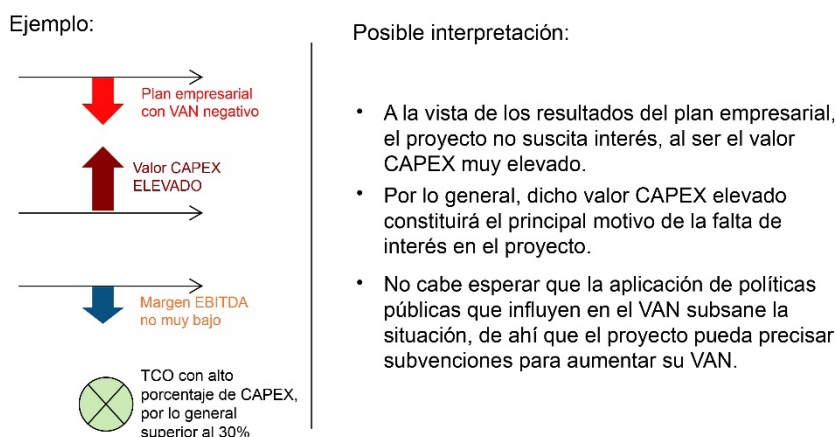 Ejemplo:
Plan empresarial
con VAN negativo
Valor CAPEX
ELEVADO
Margen EBITDA
no muy bajo
TCO con alto
porcentaje de CAPEX,
por lo general
superior al 30%
Posible interpretación:
• A la vista de los resultados del plan empresarial,
el proyecto no suscita interés, al ser el valor
CAPEX muy elevado.
• Por lo general, dicho valor CAPEX elevado
constituirá el principal motivo de la falta de
interés en el proyecto.
• No cabe esperar que la aplicación de políticas
públicas que influyen en el VAN subsane la
situación, de ahí que el proyecto pueda precisar
subvenciones para aumentar su VAN.